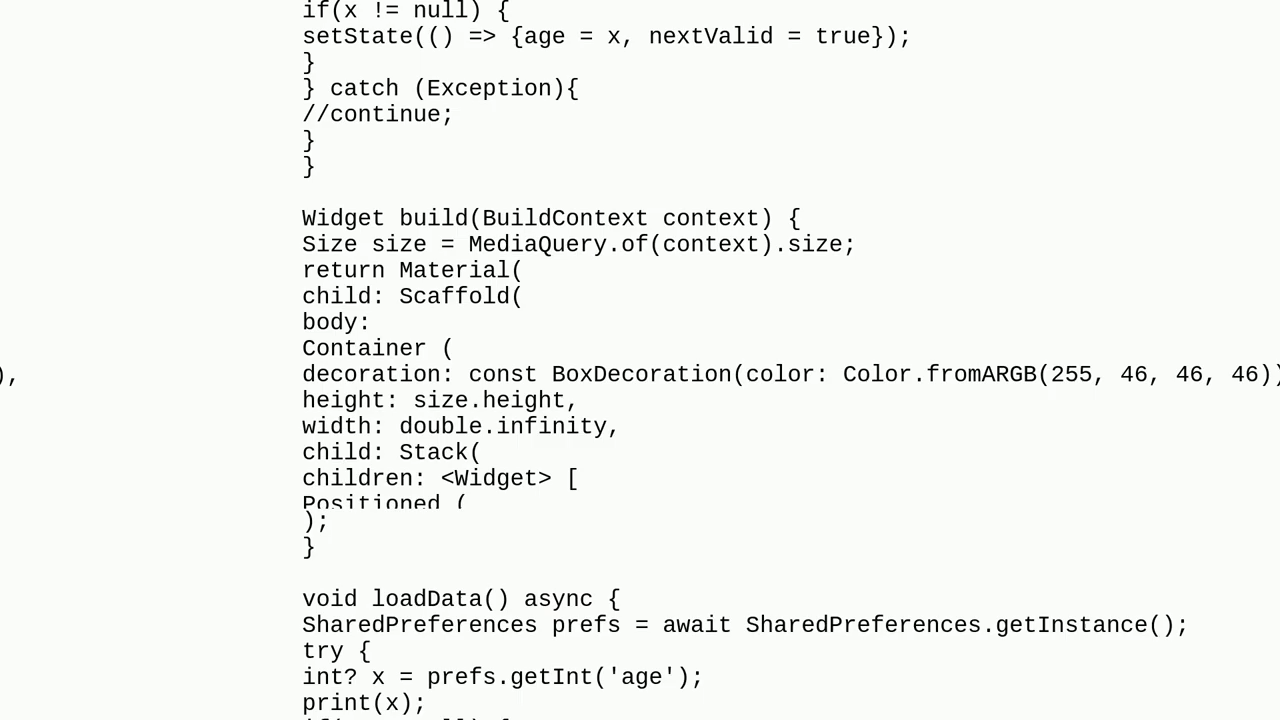 if(x != null) {
setState(() => {age = x, nextValid = true});
}
} catch (Exception){
//continue;
}
}
Widget build(BuildContext context) {
Size size = MediaQuery.of(context).size;
return Material(
child: Scaffold(
body:
Container (
), decoration: const BoxDecoration(color: Color.fromARGB(255, 46, 46, 46))
height: size.height,
width: double.infinity,
child: Stack(
children: <Widget> [
Positioned (
);
}
void loadData() async {
SharedPreferences prefs = await SharedPreferences.getInstance();
try {
int? x = prefs.getInt('age');
print(x);